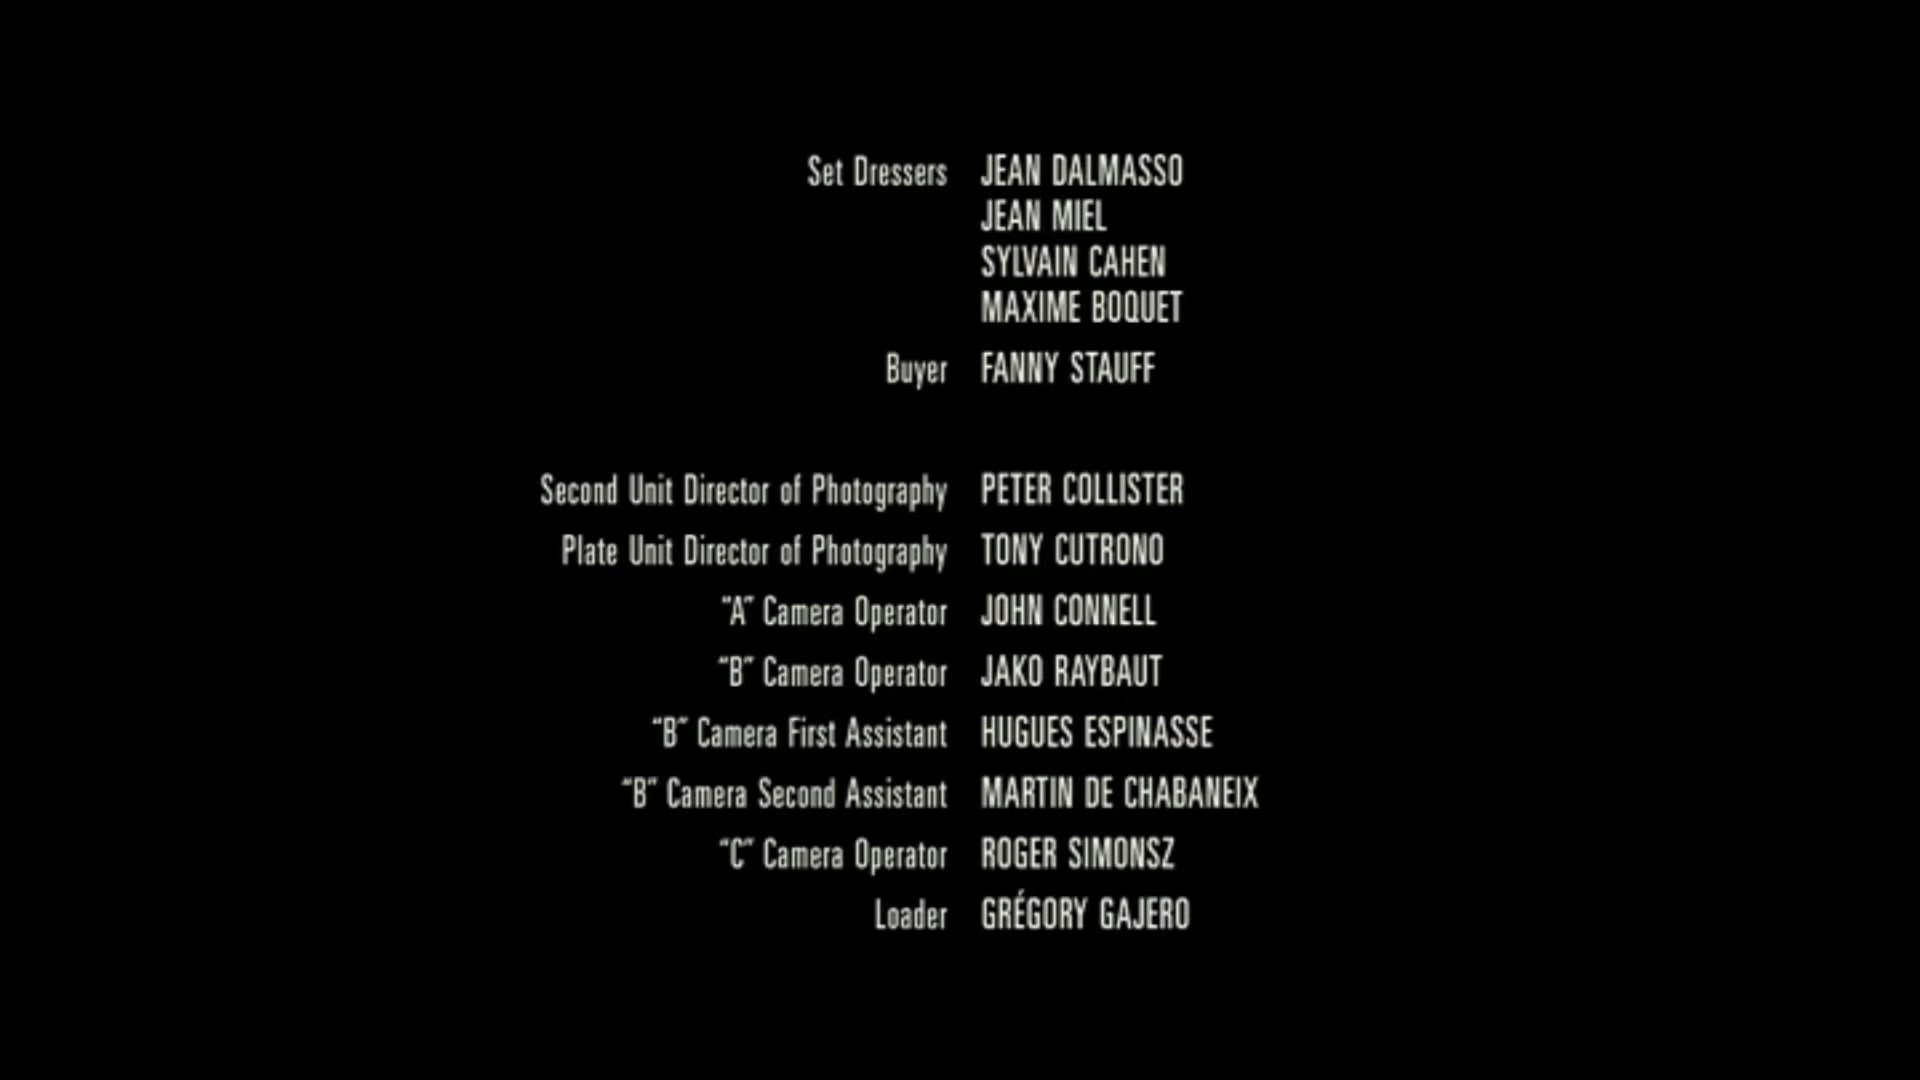 Set Dressers JEAN DALMASSO
JEAN MIEL
SYLVAIN CAHEN
MAXIME BOQUET
Buyer FANNY STAUFF
Second Unit Director of Photography PETER COLLISTER
Plate Unit Director of Photography TONY CUTRONO
“A” Camera Operator JOHN CONNELL
“B” Camera Operator JAKO RAYBAUT
“B” Camera First Assistant HUGUES ESPINASSE
“B” Camera Second Assistant MARTIN DE CHABANEIX
“C” Camera Operator ROGER SIMONSZ
Loader GRÉGORY GAJERO